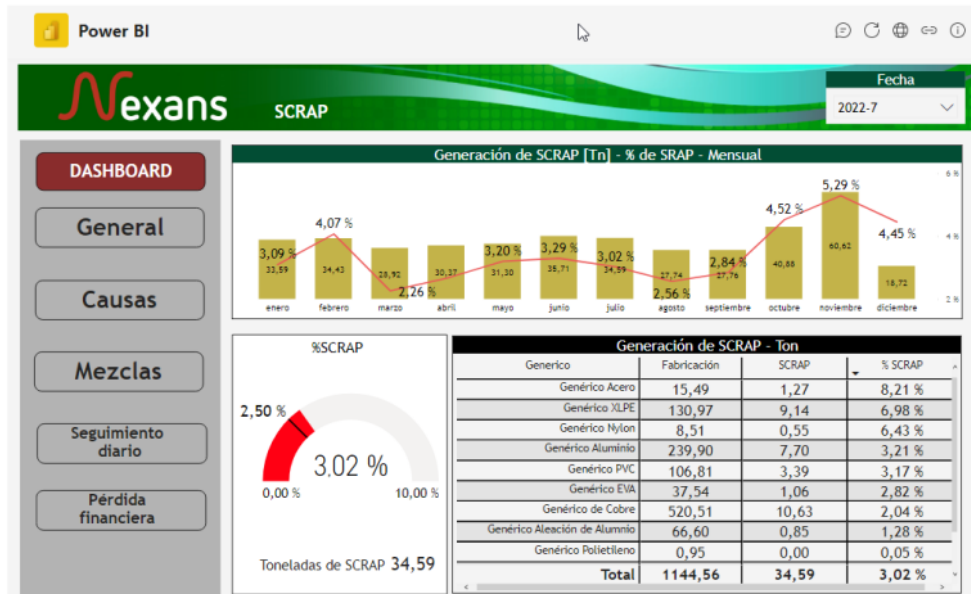 Power BI
Nexans
SCRAP
Fecha
2022-7
DASHBOARD
General
Causas
Mezclas
Seguimiento
diario
Pérdida
financiera
Generación de SCRAP [Tn] - % de SRAP - Mensual
6 %
4 %
2 %
3,09 %
4,07 %
2,26 %
3,20 %
3,29 %
3,02 %
2,56 %
2,84 %
4,52 %
5,29 %
4,45 %
33,59
34,43
28,92
30,37
31,30
35,71
34,59
27,74
27,76
40,88
60,62
18,72
enero
febrero
marzo
abril
mayo
junio
julio
agosto
septiembre
octubre
noviembre
diciembre
%SCRAP
2,50 %
3,02 %
0,00 %
10,00 %
Toneladas de SCRAP 34,59
Generación de SCRAP - Ton
Generico Fabricación SCRAP % SCRAP
Genérico Acero 15,49 1,27 8,21 %
Genérico XLPE 130,97 9,14 6,98 %
Genérico Nylon 8,51 0,55 6,43 %
Genérico Aluminio 239,90 7,70 3,21 %
Genérico PVC 106,81 3,39 3,17 %
Genérico EVA 37,54 1,06 2,82 %
Genérico de Cobre 520,51 10,63 2,04 %
Genérico Aleación de Alumnio 66,60 0,85 1,28 %
Genérico Polietileno 0,95 0,00 0,05 %
Total 1144,56 34,59 3,02 %